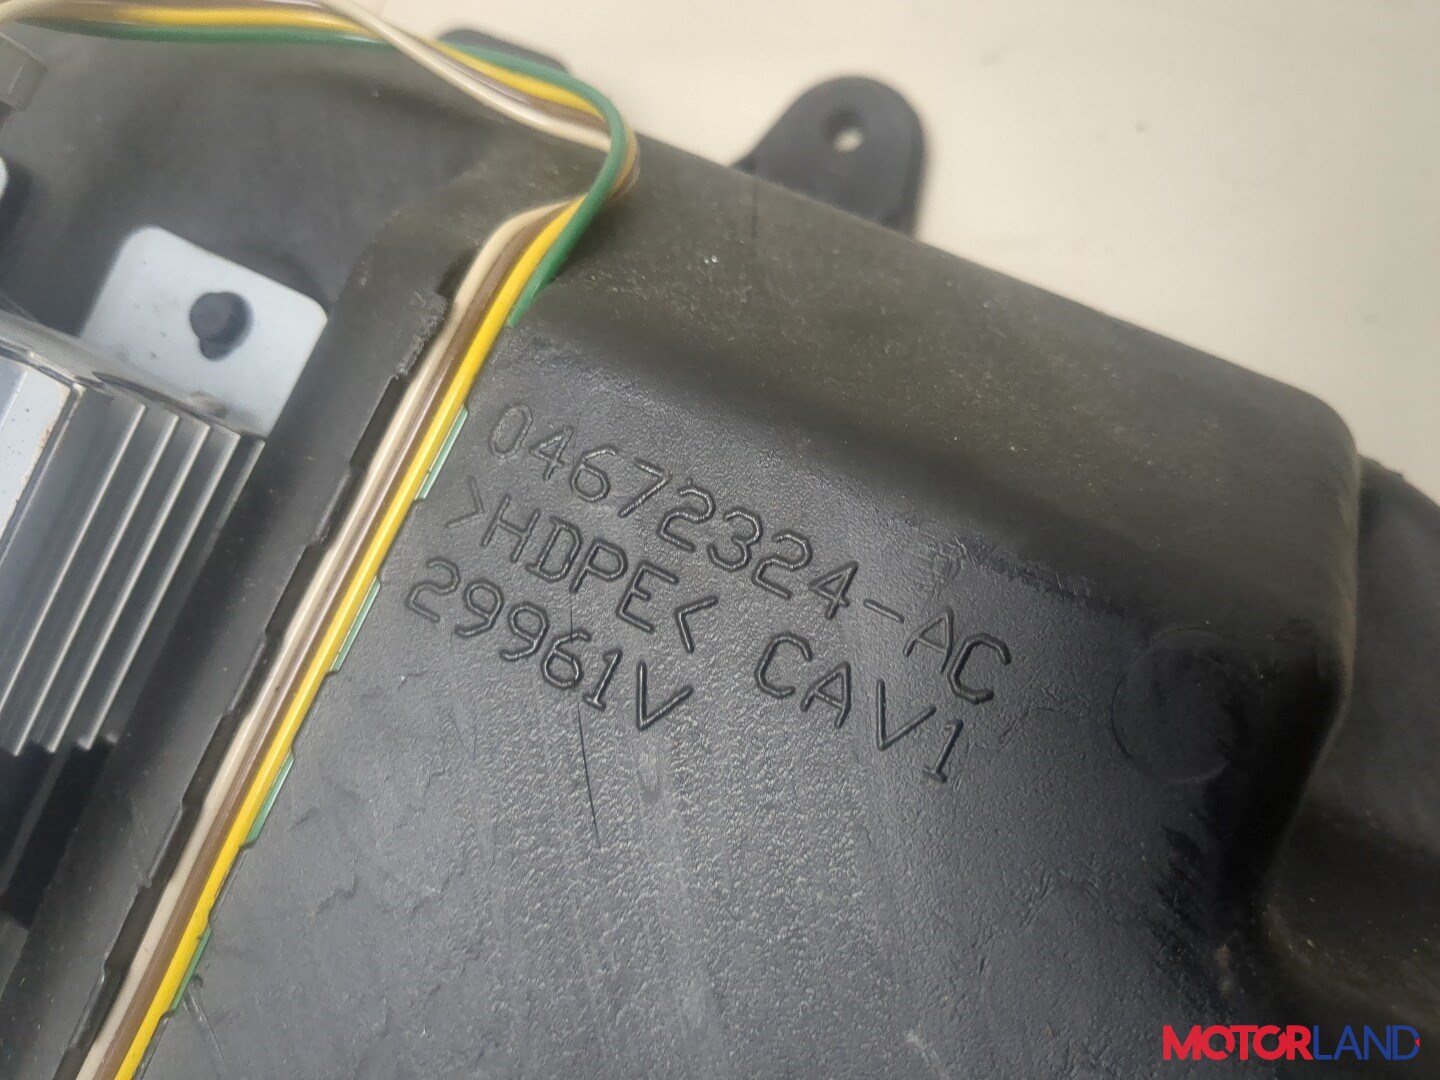 04672324-AC
>HDPE< CAV1
29961V
MOTORLAND